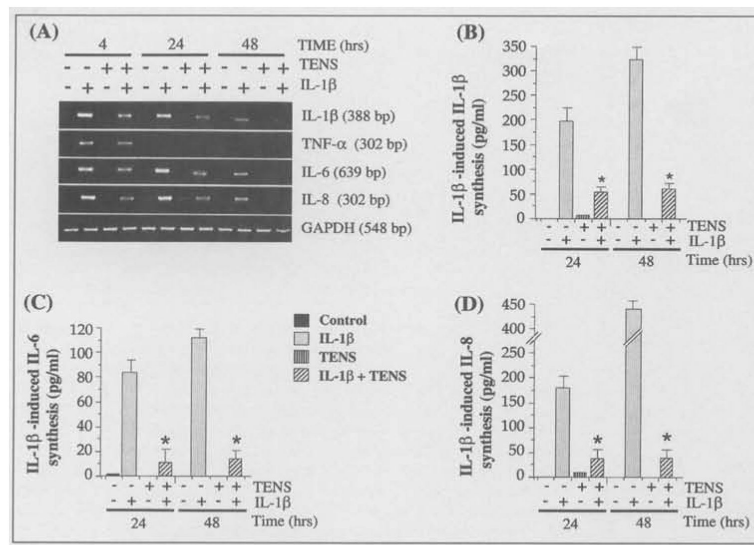 (A)
4 24 48 TIME (hrs)
- - + + - - + + - - + + TENS
- + - + - + - + - + - + IL-1β
IL-1β (388 bp)
TNF-α (302 bp)
IL-6 (639 bp)
IL-8 (302 bp)
GAPDH (548 bp)
(B)
IL-1β -induced IL-1β
synthesis (pg/ml)
350
300
250
200
150
100
50
0
*
*
- - + + - - + + TENS
- + - + - + - + IL-1β
24 48 Time (hrs)
(C)
IL-1β -induced IL-6
synthesis (pg/ml)
120
100
80
60
40
20
0
*
*
- - + + - - + + TENS
- + - + - + - + IL-1β
24 48 Time (hrs)
Control
IL-1β
TENS
IL-1β + TENS
(D)
IL-1β -induced IL-8
synthesis (pg/ml)
450
400
200
150
100
50
0
*
*
- - + + - - + + TENS
- + - + - + - + IL-1β
24 48 Time (hrs)